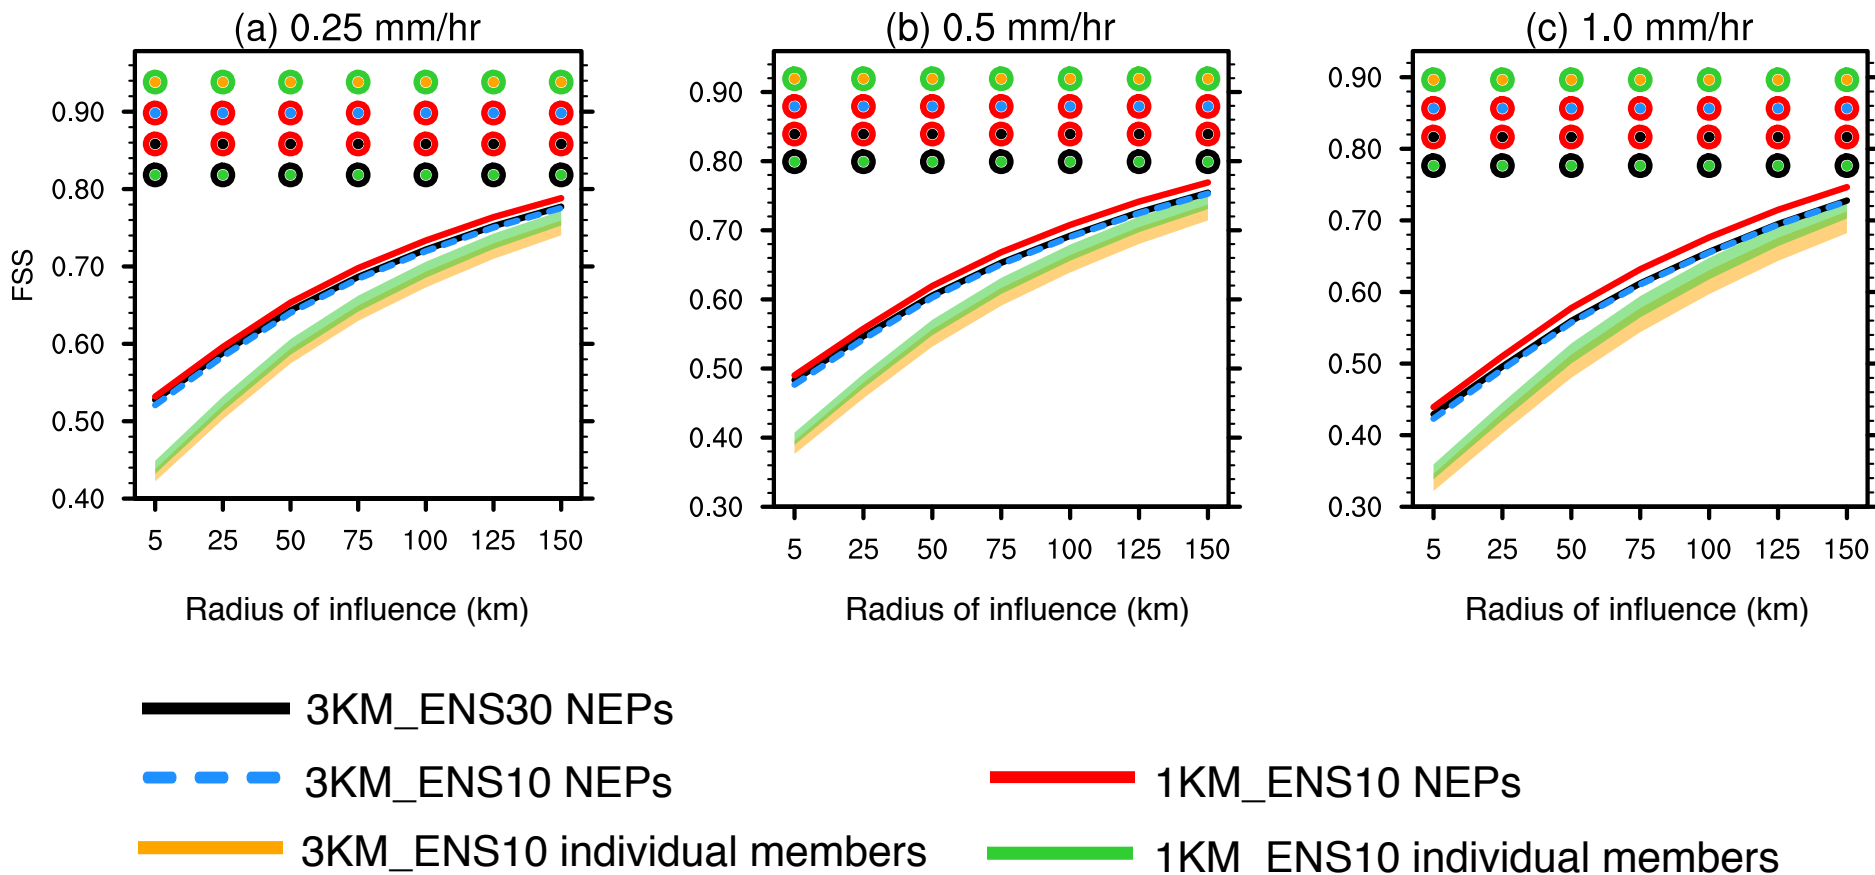 (a) 0.25 mm/hr
(b) 0.5 mm/hr
(c) 1.0 mm/hr
FSS
0.90
0.80
0.70
0.60
0.50
0.40
5 25 50 75 100 125 150
Radius of influence (km)
0.90
0.80
0.70
0.60
0.50
0.40
0.30
5 25 50 75 100 125 150
Radius of influence (km)
0.90
0.80
0.70
0.60
0.50
0.40
0.30
5 25 50 75 100 125 150
Radius of influence (km)
3KM_ENS30 NEPs
3KM_ENS10 NEPs
1KM_ENS10 NEPs
3KM_ENS10 individual members
1KM ENS10 individual members